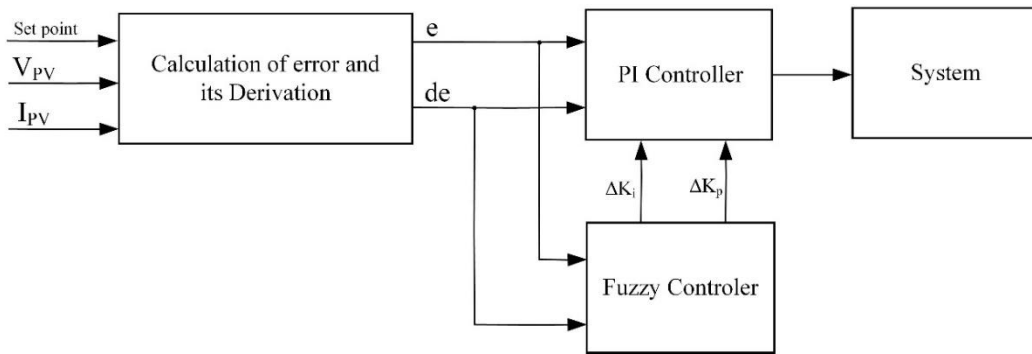 Set point
V_PV
I_PV
Calculation of error and
its Derivation
e
de
PI Controller
System
ΔK_i
ΔK_p
Fuzzy Controler